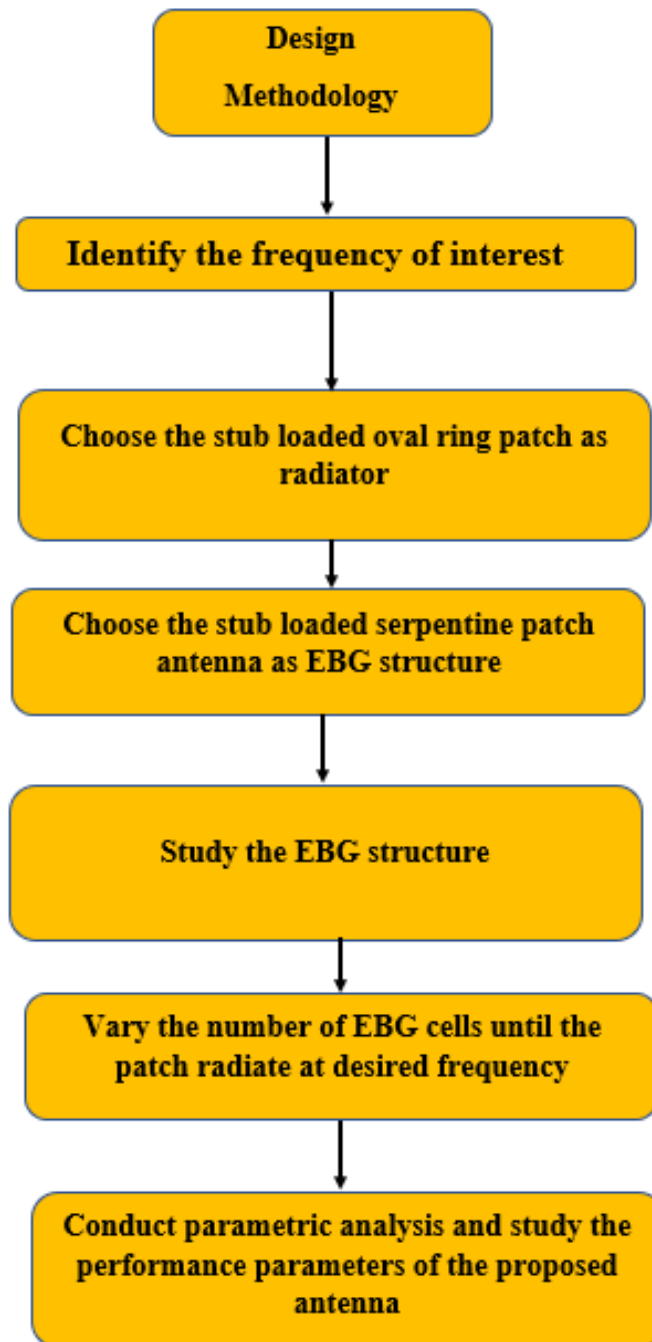 Design
Methodology
Identify the frequency of interest
Choose the stub loaded oval ring patch as
radiator
Choose the stub loaded serpentine patch
antenna as EBG structure
Study the EBG structure
Vary the number of EBG cells until the
patch radiate at desired frequency
Conduct parametric analysis and study the
performance parameters of the proposed
antenna